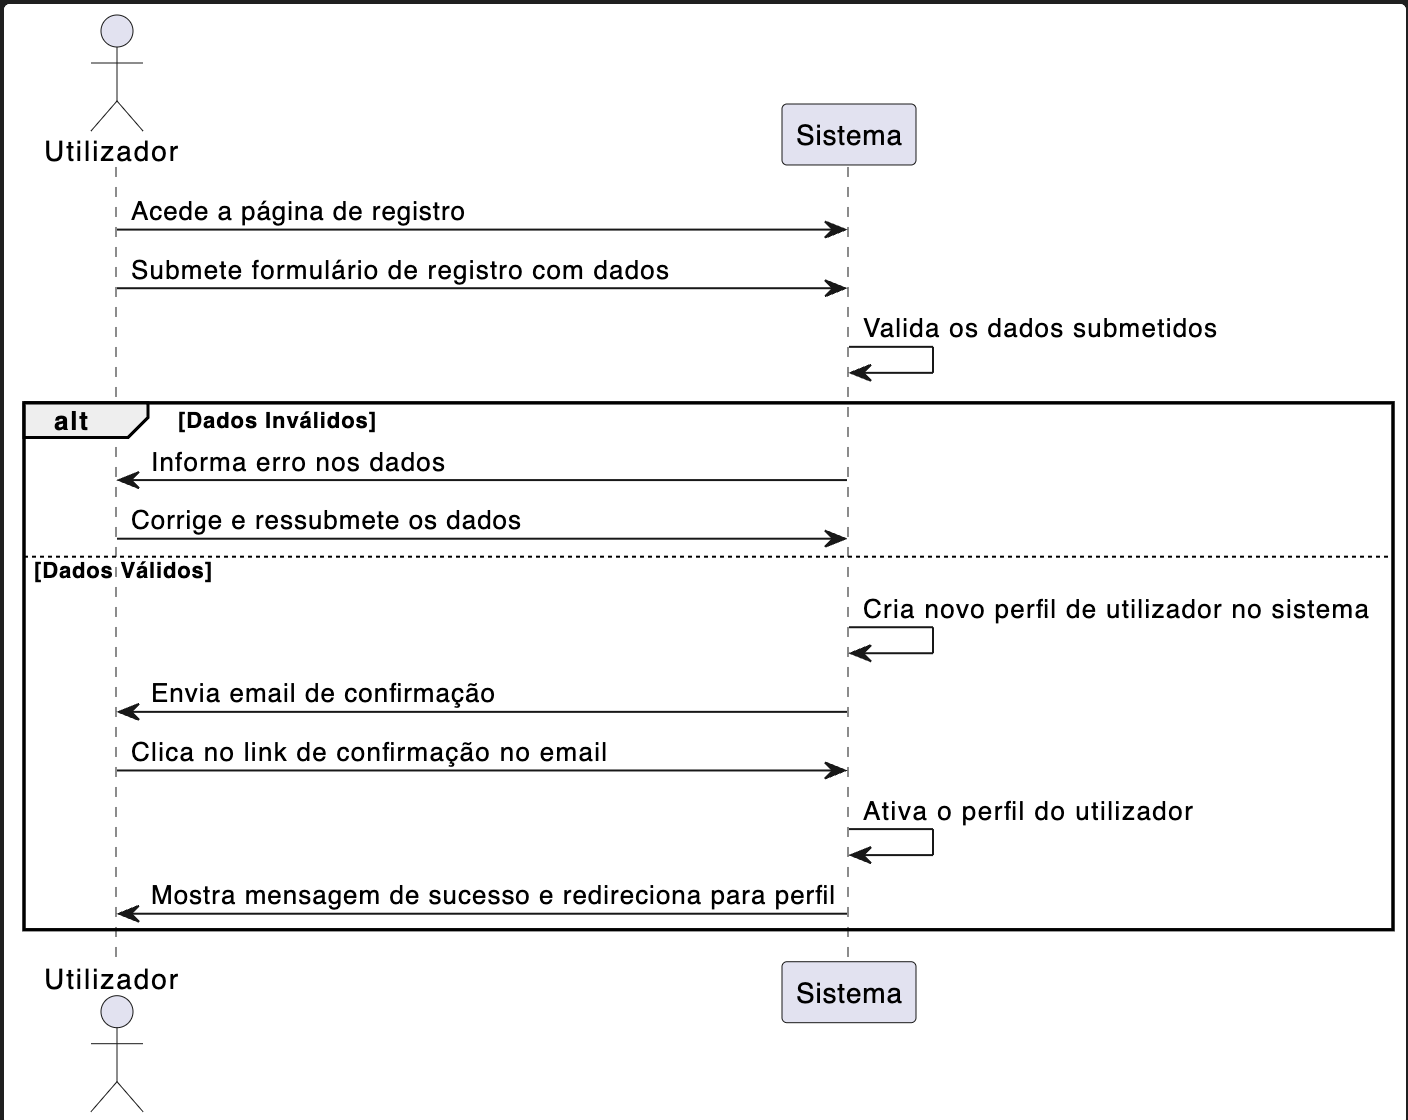 Utilizador
Sistema
Acede a página de registro
Submete formulário de registro com dados
Valida os dados submetidos
alt
[Dados Inválidos]
Informa erro nos dados
Corrige e ressubmete os dados
[Dados Válidos]
Cria novo perfil de utilizador no sistema
Envia email de confirmação
Clica no link de confirmação no email
Ativa o perfil do utilizador
Mostra mensagem de sucesso e redireciona para perfil
Utilizador
Sistema